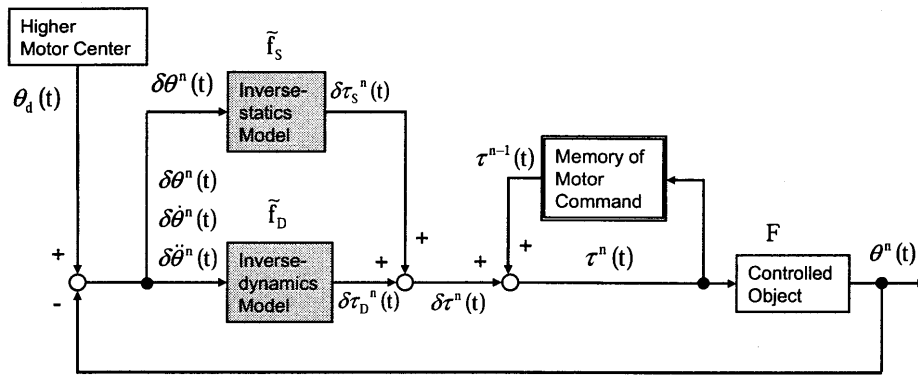 Higher
Motor Center
θd(t)
f̃S
δθⁿ(t)
Inverse-
statics
Model
δτSⁿ(t)
δθⁿ(t)
δθ̇ⁿ(t)
δθ̈ⁿ(t)
f̃D
Inverse-
dynamics
Model
δτDⁿ(t)
+
-
+
+
δτⁿ(t)
+
+
τⁿ⁻¹(t)
Memory of
Motor
Command
τⁿ(t)
F
Controlled
Object
θⁿ(t)